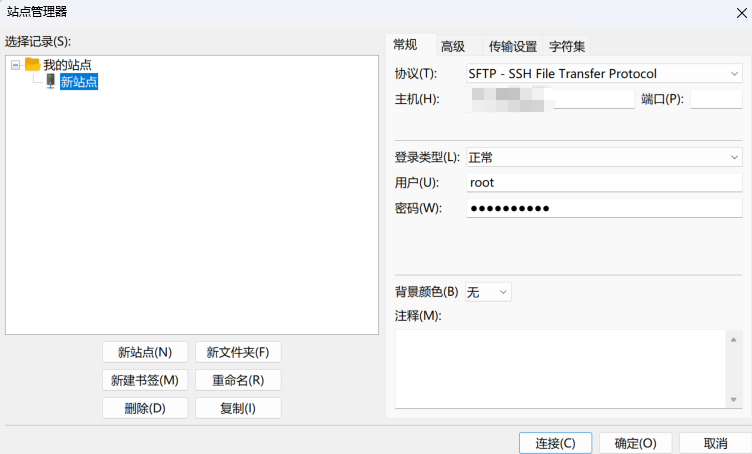 站点管理器
选择记录(S):
我的站点
新站点
新站点(N)
新文件夹(F)
新建书签(M)
重命名(R)
删除(D)
复制(I)
常规
高级
传输设置
字符集
协议(T):
SFTP - SSH File Transfer Protocol
主机(H):
端口(P):
登录类型(L):
正常
用户(U):
root
密码(W):
●●●●●●●●●●
背景颜色(B)
无
注释(M):
连接(C)
确定(O)
取消